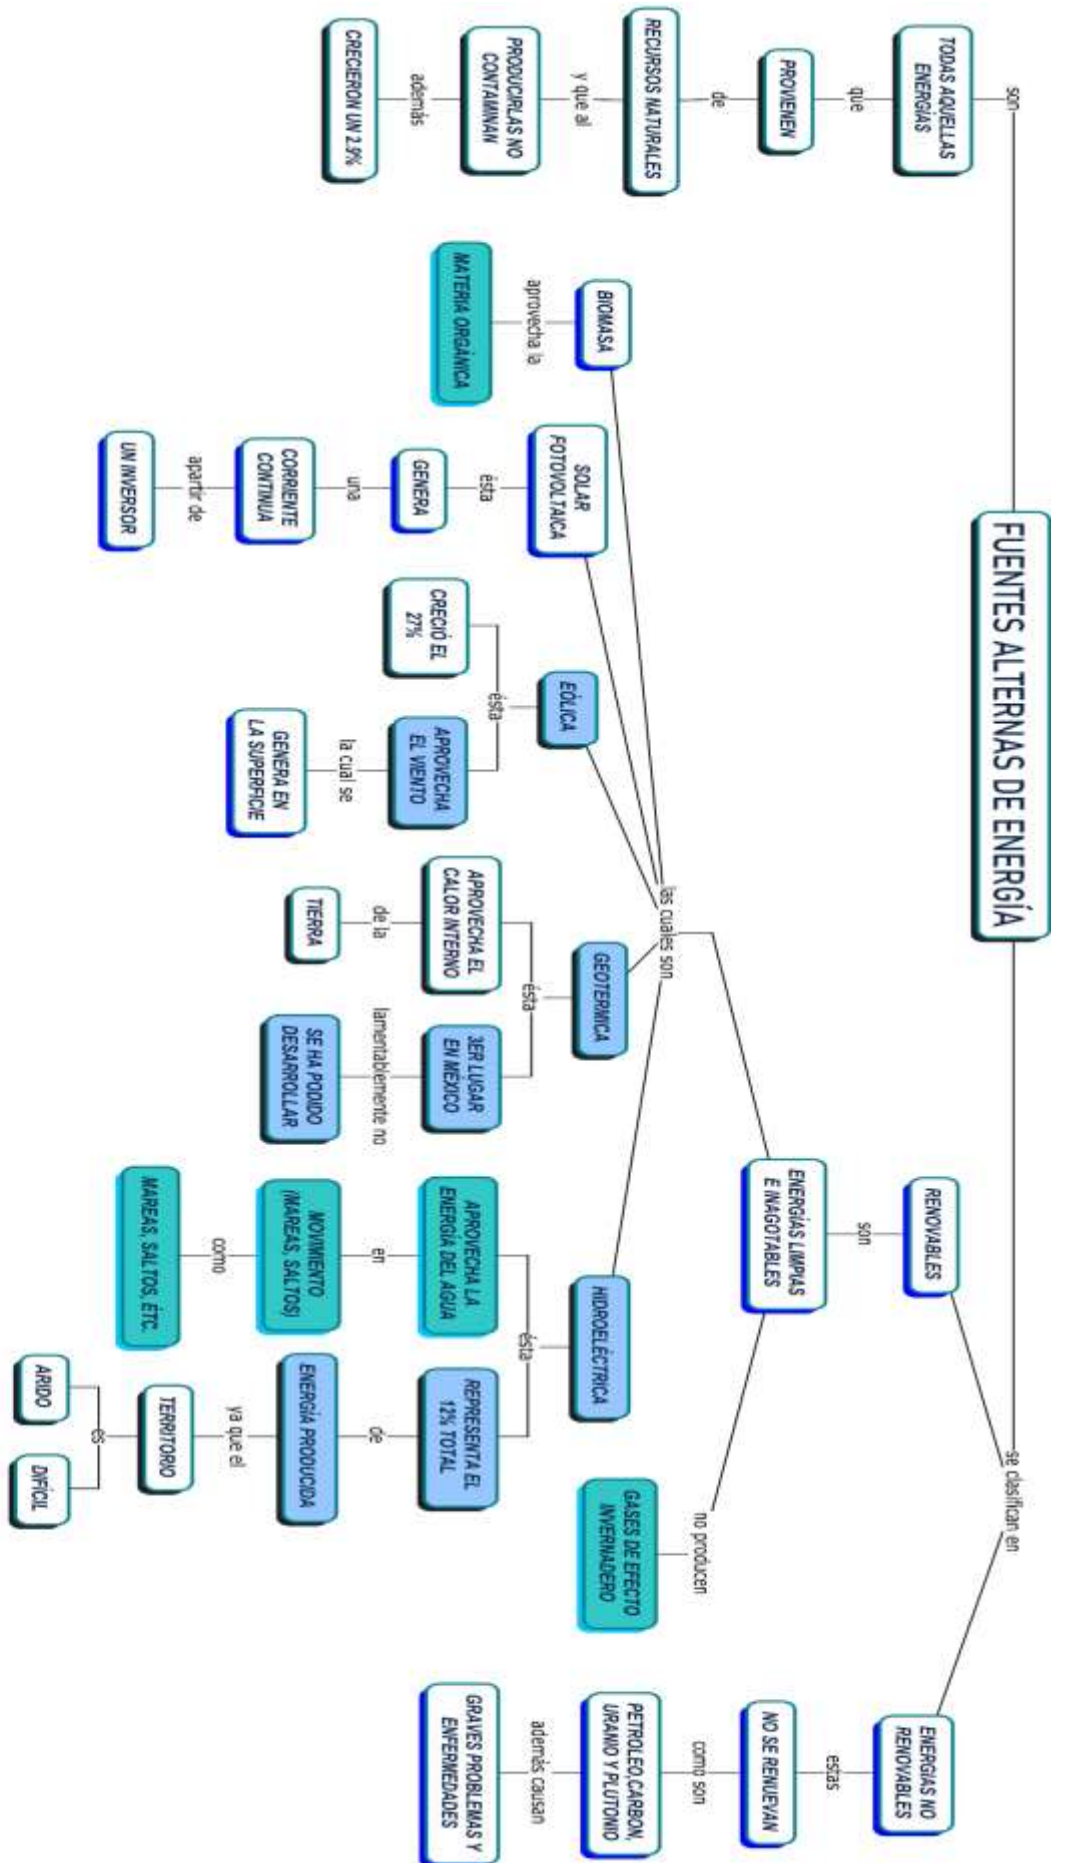 FUENTES ALTERNAS DE ENERGÍA
son
TODAS AQUELLAS
ENERGÍAS
que
PROVIENEN
de
RECURSOS NATURALES
y que al
PRODUCIRLAS NO
CONTAMINAN
además
CRECIERON UN 2.9%
se clasifican en
RENOVABLES
son
ENERGÍAS LIMPIAS
E INAGOTABLES
las cuales son
BIOMASA
aprovecha la
MATERIA ORGÁNICA
SOLAR
FOTOVOLTAICA
ésta
GENERA
una
CORRIENTE
CONTINUA
apartir de
UN INVERSOR
EÓLICA
ésta
CRECIÓ EL
27%
APROVECHA
EL VIENTO
la cual se
GENERA EN
LA SUPERFICIE
GEOTERMICA
ésta
APROVECHA EL
CALOR INTERNO
de la
TIERRA
3ER LUGAR
EN MÉXICO
lamentablemente no
SE HA PODIDO
DESARROLLAR
HIDROELÉCTRICA
ésta
APROVECHA LA
ENERGÍA DEL AGUA
en
MOVIMIENTO
(MAREAS, SALTOS)
como
MAREAS, SALTOS, ÉTC.
REPRESENTA EL
12% TOTAL
de
ENERGÍA PRODUCIDA
ya que el
TERRITORIO
es
ARIDO
DIFÍCIL
no producen
GASES DE EFECTO
INVERNADERO
ENERGIAS NO
RENOVABLES
estas
NO SE RENUEVAN
como son
PETROLEO,CARBON,
URANIO Y PLUTONIO
además causan
GRAVES PROBLEMAS Y
ENFERMEDADES